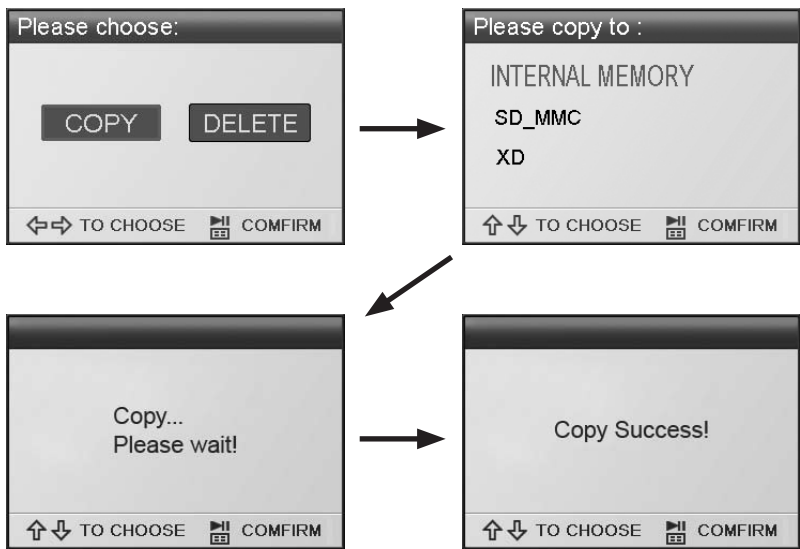 Please choose:
COPY DELETE
TO CHOOSE COMFIRM
Please copy to :
INTERNAL MEMORY
SD_MMC
XD
TO CHOOSE COMFIRM
Copy...
Please wait!
TO CHOOSE COMFIRM
Copy Success!
TO CHOOSE COMFIRM